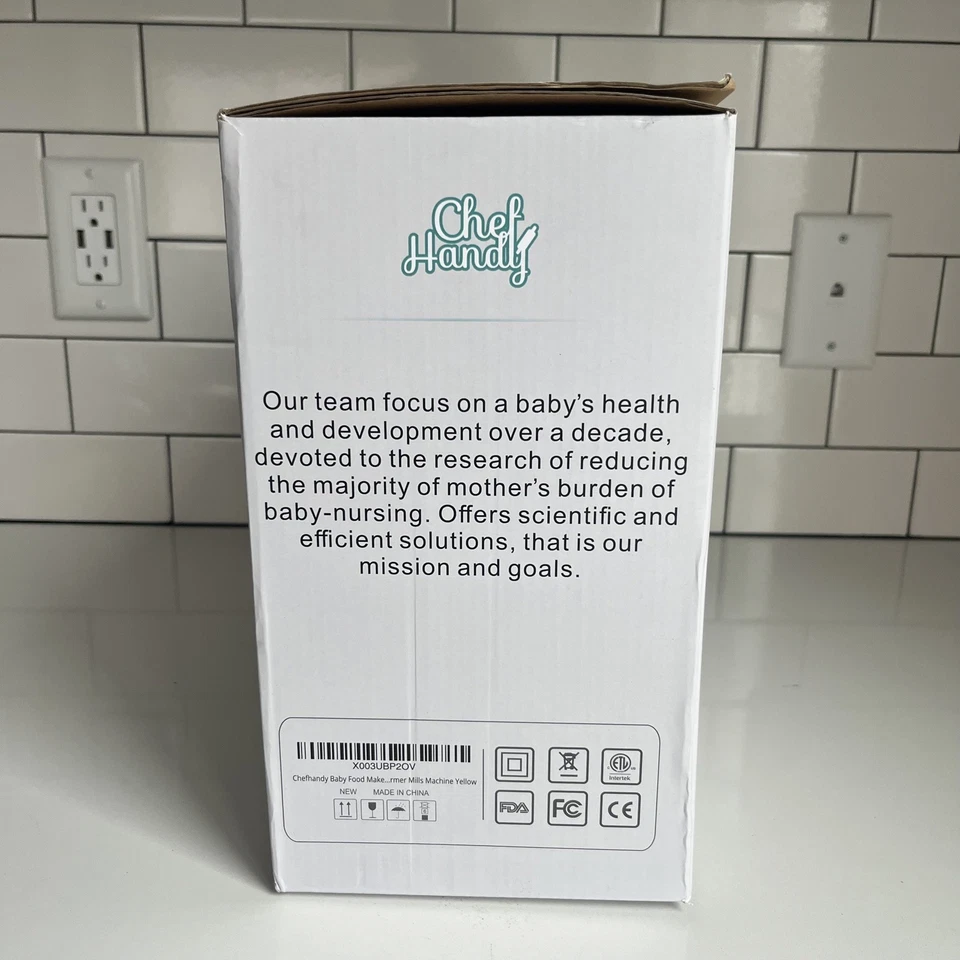 Chef
Handy
Our team focus on a baby’s health
and development over a decade,
devoted to the research of reducing
the majority of mother’s burden of
baby-nursing. Offers scientific and
efficient solutions, that is our
mission and goals.
X003UBP2OV
Chefhandy Baby Food Make...rmer Mills Machine Yellow
NEW MADE IN CHINA
ETL
Intertek
FDA
FC
CE